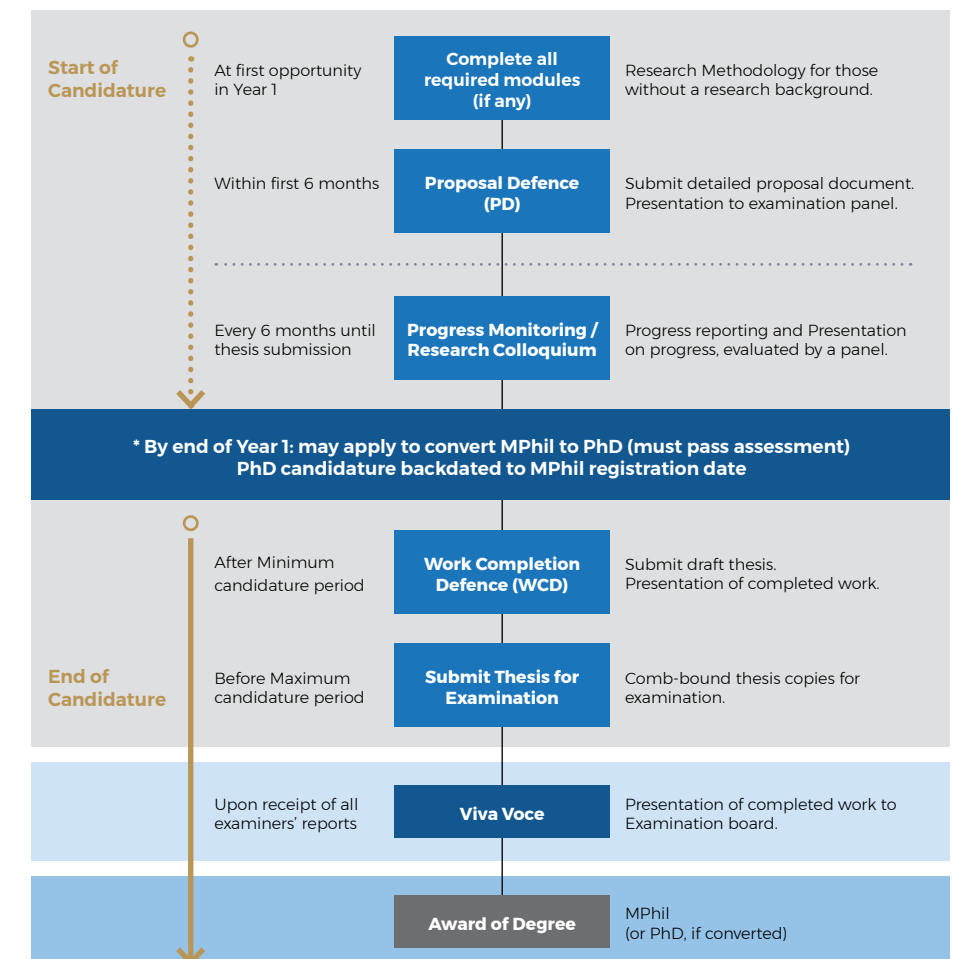 Start of
Candidature
At first opportunity
in Year 1
Complete all
required modules
(if any)
Research Methodology for those
without a research background.
Within first 6 months
Proposal Defence
(PD)
Submit detailed proposal document.
Presentation to examination panel.
Every 6 months until
thesis submission
Progress Monitoring /
Research Colloquium
Progress reporting and Presentation
on progress, evaluated by a panel.
* By end of Year 1: may apply to convert MPhil to PhD (must pass assessment)
PhD candidature backdated to MPhil registration date
After Minimum
candidature period
Work Completion
Defence (WCD)
Submit draft thesis.
Presentation of completed work.
End of
Candidature
Before Maximum
candidature period
Submit Thesis for
Examination
Comb-bound thesis copies for
examination.
Upon receipt of all
examiners’ reports
Viva Voce
Presentation of completed work to
Examination board.
Award of Degree
MPhil
(or PhD, if converted)